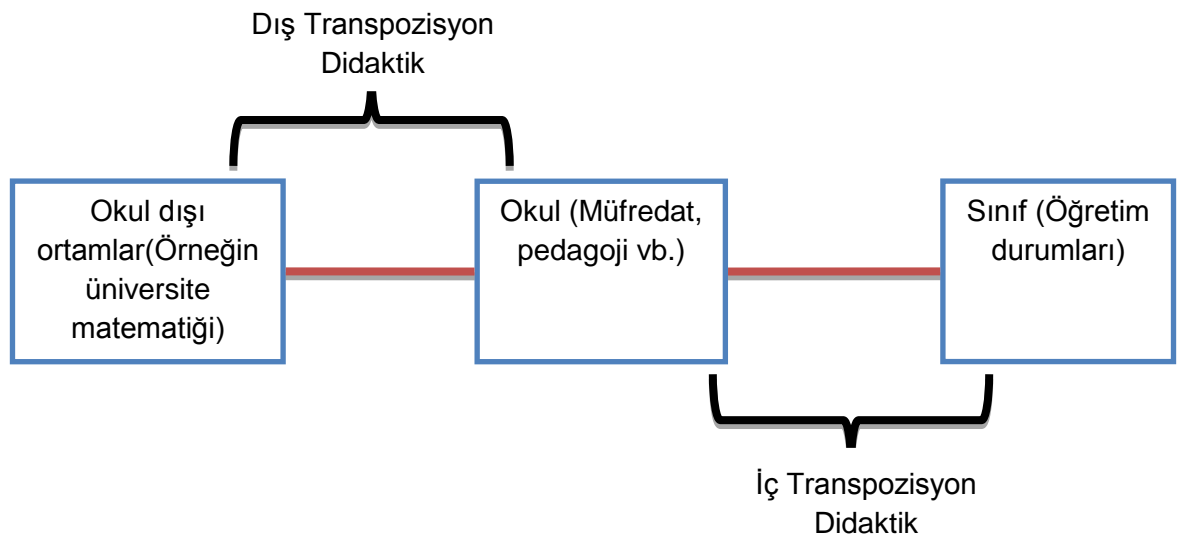 Dış Transpozisyon
Didaktik
Okul dışı
ortamlar(Örneğin
üniversite
matematiği)
Okul (Müfredat,
pedagoji vb.)
Sınıf (Öğretim
durumları)
İç Transpozisyon
Didaktik